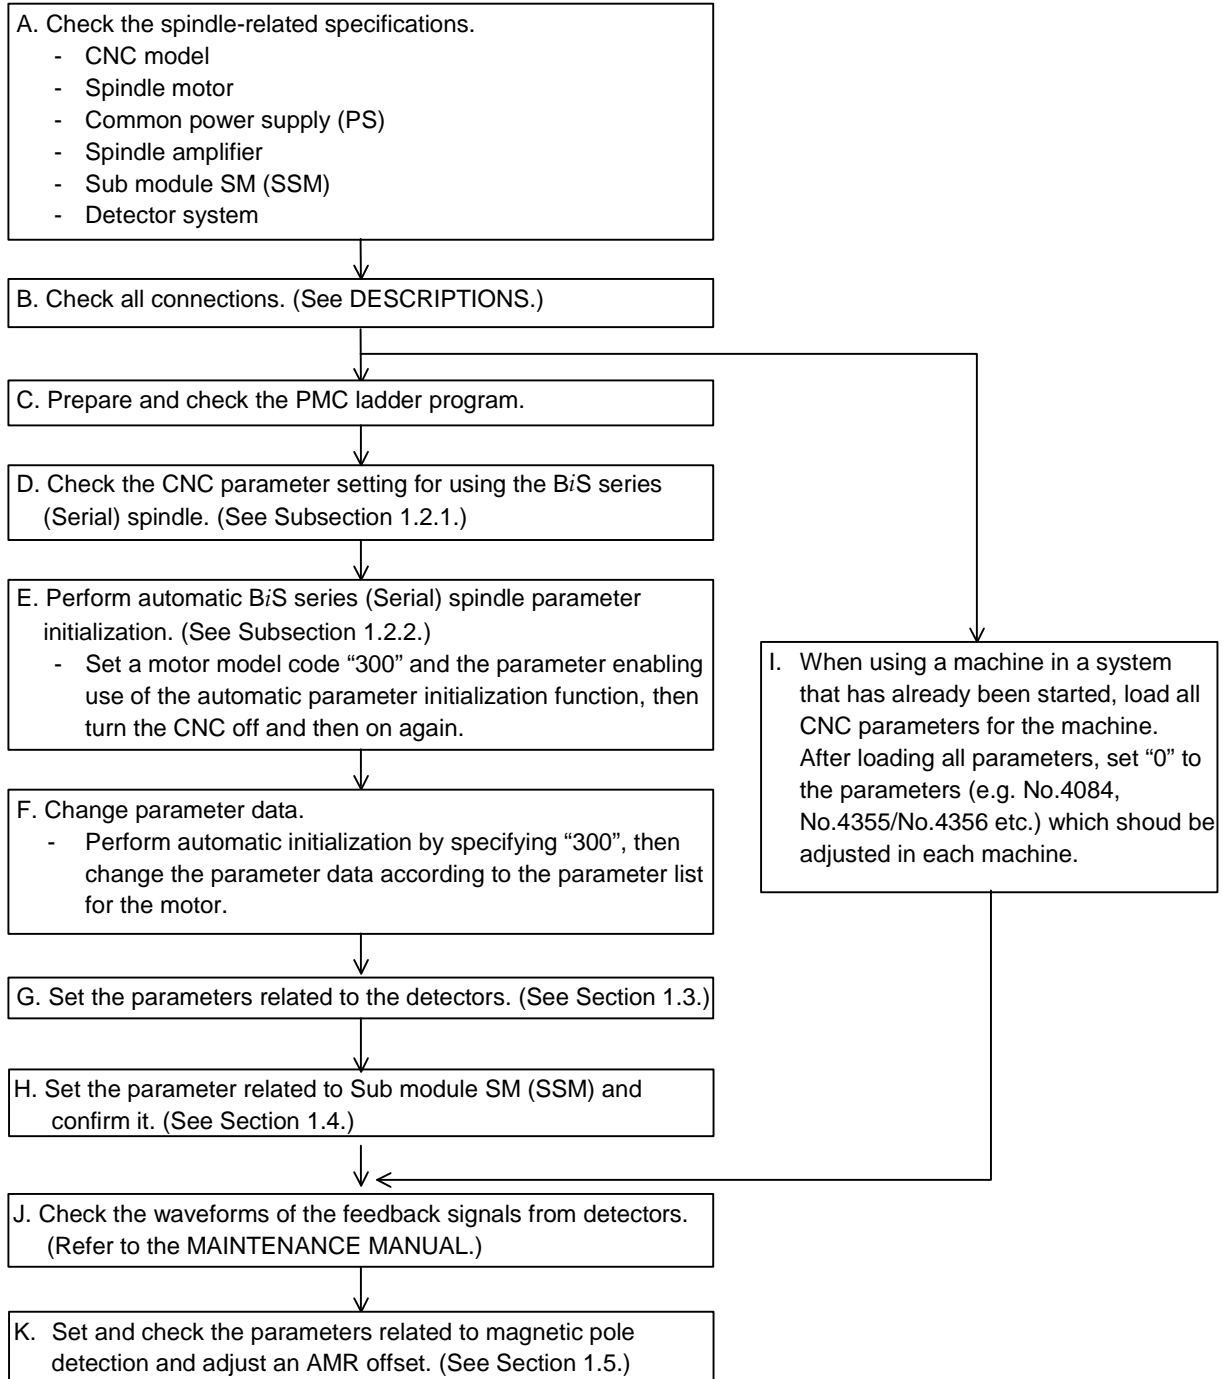 A. Check the spindle-related specifications.
- CNC model
- Spindle motor
- Common power supply (PS)
- Spindle amplifier
- Sub module SM (SSM)
- Detector system
B. Check all connections. (See DESCRIPTIONS.)
C. Prepare and check the PMC ladder program.
D. Check the CNC parameter setting for using the BiS series
(Serial) spindle. (See Subsection 1.2.1.)
E. Perform automatic BiS series (Serial) spindle parameter
initialization. (See Subsection 1.2.2.)
- Set a motor model code “300” and the parameter enabling
use of the automatic parameter initialization function, then
turn the CNC off and then on again.
F. Change parameter data.
- Perform automatic initialization by specifying “300”, then
change the parameter data according to the parameter list
for the motor.
G. Set the parameters related to the detectors. (See Section 1.3.)
H. Set the parameter related to Sub module SM (SSM) and
confirm it. (See Section 1.4.)
I. When using a machine in a system
that has already been started, load all
CNC parameters for the machine.
After loading all parameters, set “0” to
the parameters (e.g. No.4084,
No.4355/No.4356 etc.) which shoud be
adjusted in each machine.
J. Check the waveforms of the feedback signals from detectors.
(Refer to the MAINTENANCE MANUAL.)
K. Set and check the parameters related to magnetic pole
detection and adjust an AMR offset. (See Section 1.5.)